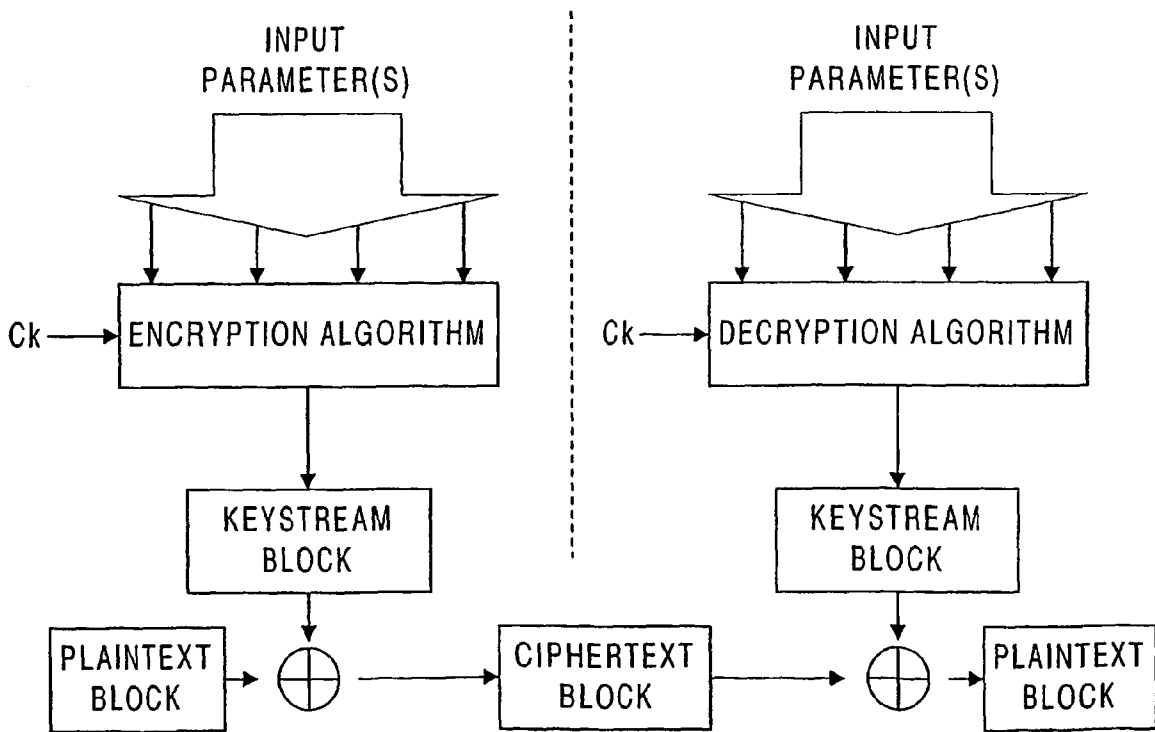 INPUT
PARAMETER(S)
Ck
ENCRYPTION ALGORITHM
KEYSTREAM
BLOCK
PLAINTEXT
BLOCK
CIPHERTEXT
BLOCK
INPUT
PARAMETER(S)
Ck
DECRYPTION ALGORITHM
KEYSTREAM
BLOCK
PLAINTEXT
BLOCK